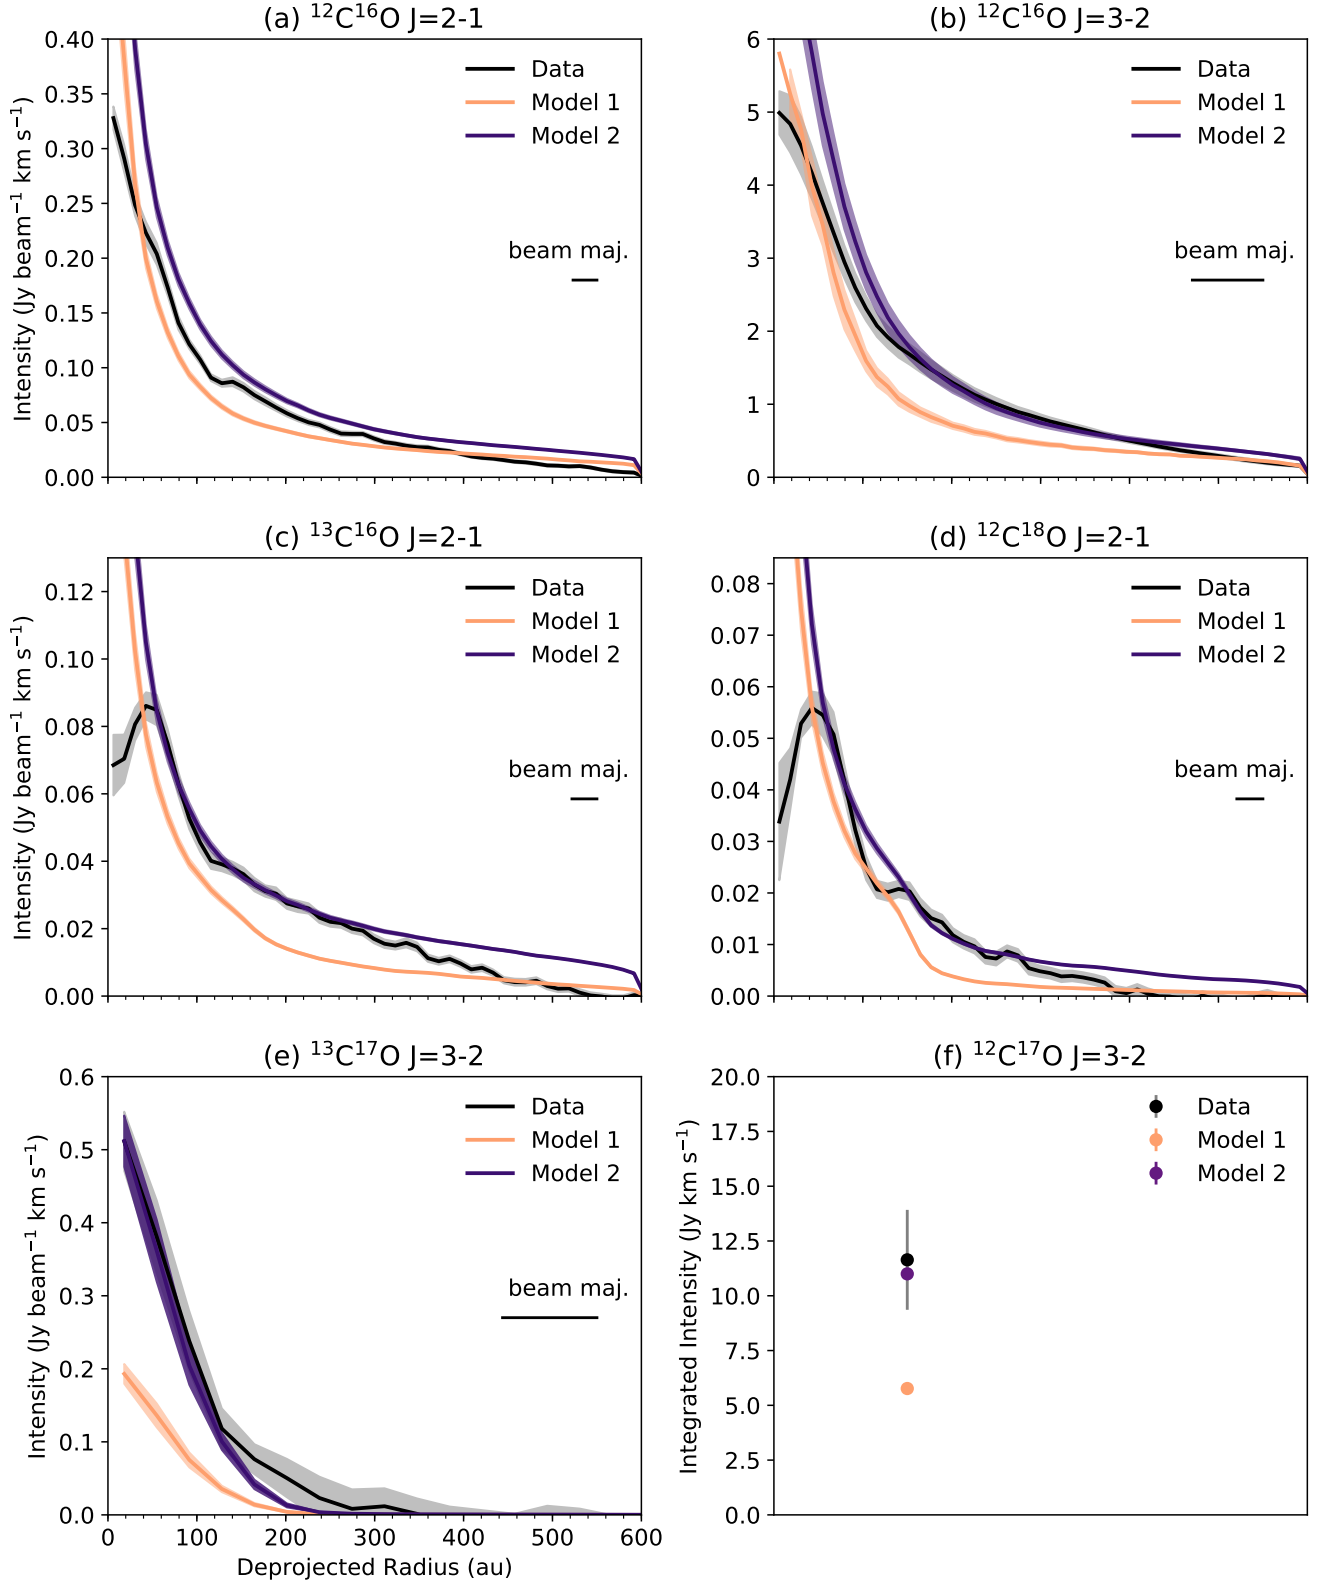 (a) ¹²C¹⁶O J=2-1
0.40
0.35
0.30
0.25
0.20
0.15
0.10
0.05
0.00
Intensity (Jy beam⁻¹ km s⁻¹)
Data
Model 1
Model 2
beam maj.
(b) ¹²C¹⁶O J=3-2
6
5
4
3
2
1
0
Data
Model 1
Model 2
beam maj.
(c) ¹³C¹⁶O J=2-1
0.12
0.10
0.08
0.06
0.04
0.02
0.00
Intensity (Jy beam⁻¹ km s⁻¹)
Data
Model 1
Model 2
beam maj.
(d) ¹²C¹⁸O J=2-1
0.08
0.07
0.06
0.05
0.04
0.03
0.02
0.01
0.00
Data
Model 1
Model 2
beam maj.
(e) ¹³C¹⁷O J=3-2
0.6
0.5
0.4
0.3
0.2
0.1
0.0
Intensity (Jy beam⁻¹ km s⁻¹)
Data
Model 1
Model 2
beam maj.
0 100 200 300 400 500 600
Deprojected Radius (au)
(f) ¹²C¹⁷O J=3-2
20.0
17.5
15.0
12.5
10.0
7.5
5.0
2.5
0.0
Integrated Intensity (Jy km s⁻¹)
Data
Model 1
Model 2